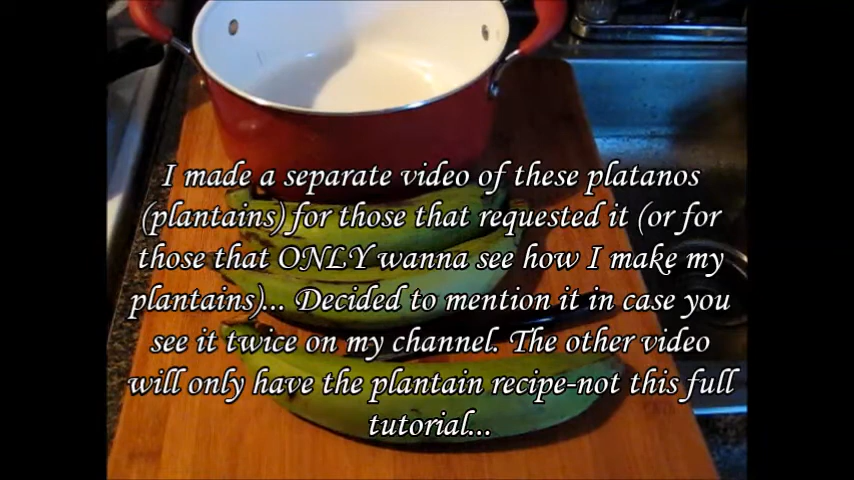 I made a separate video of these platanos
(plantains) for those that requested it (or for
those that ONLY wanna see how I make my
plantains)... Decided to mention it in case you
see it twice on my channel. The other video
will only have the plantain recipe-not this full
tutorial...